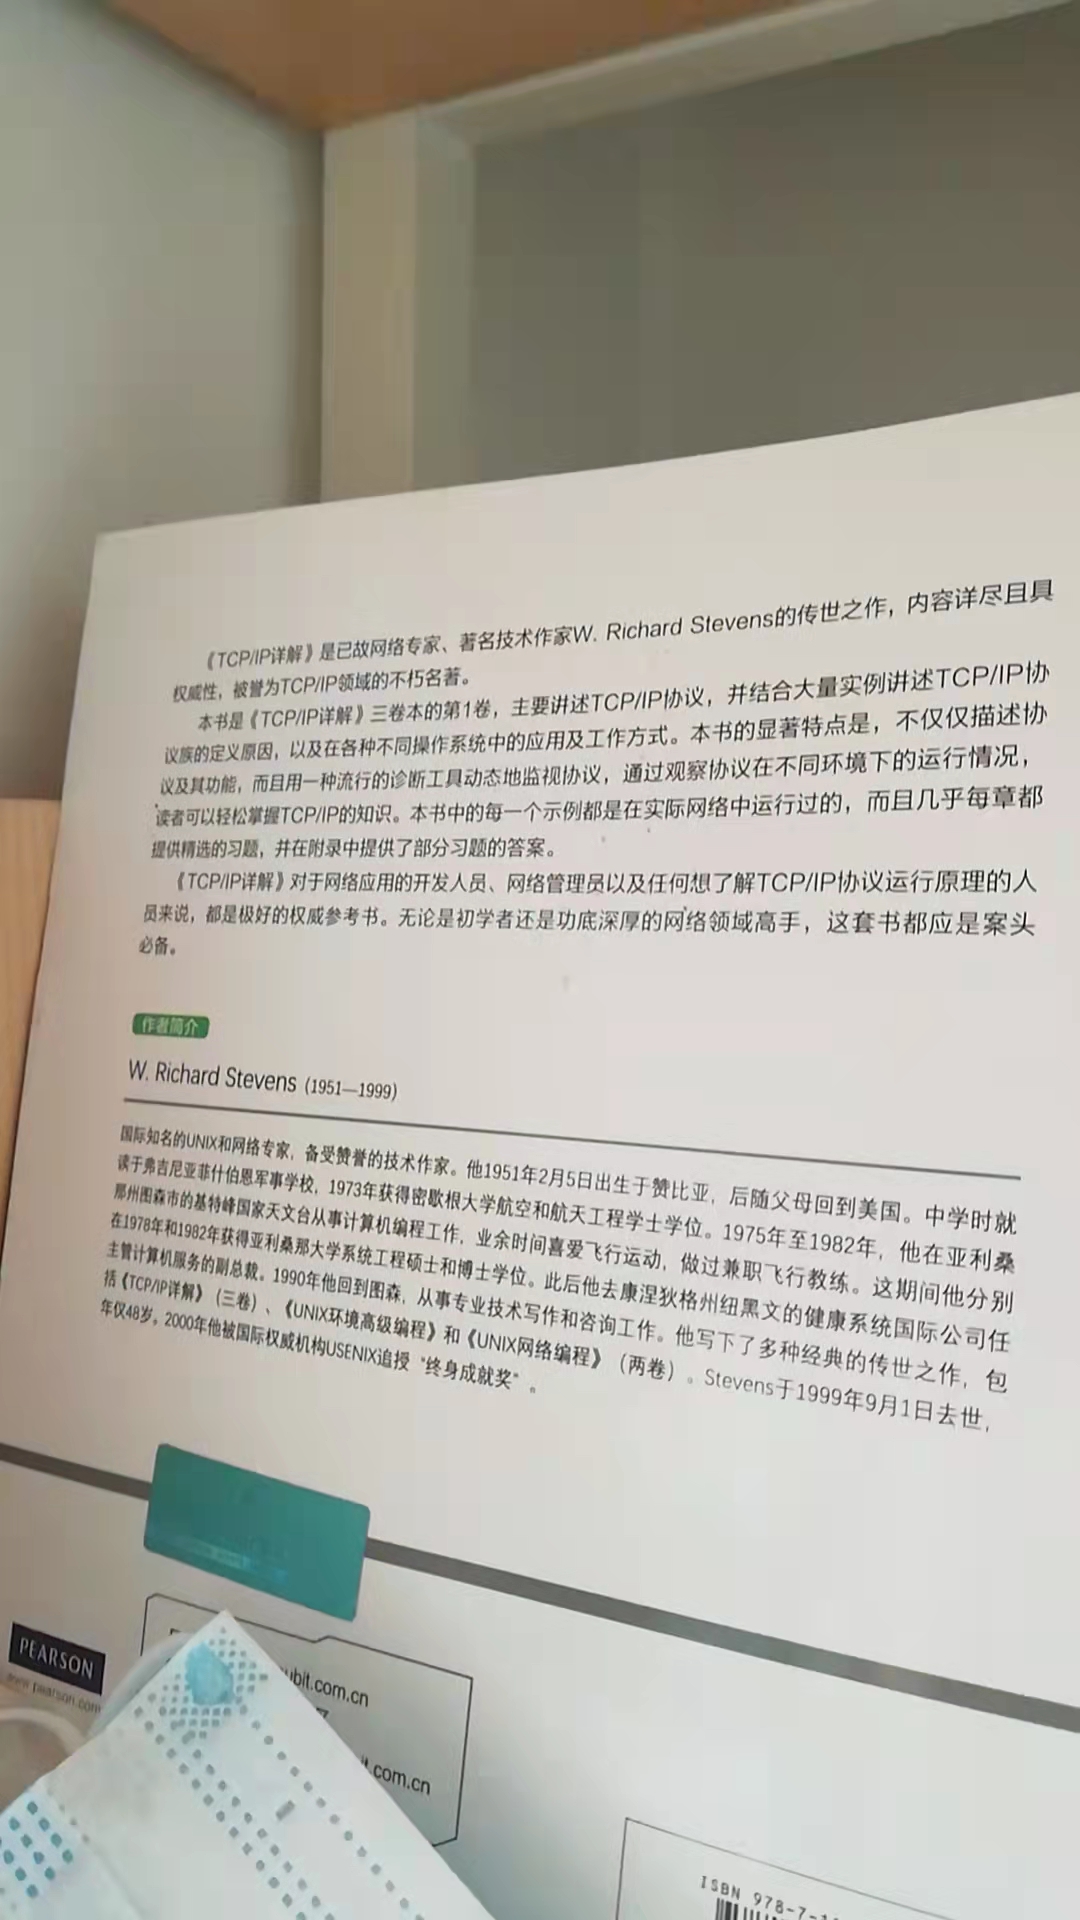 《TCP/IP详解》是已故网络专家、著名技术作家W. Richard Stevens的传世之作，内容详尽且具
权威性，被誉为TCP/IP领域的不朽名著。
本书是《TCP/IP详解》三卷本的第1卷，主要讲述TCP/IP协议，并结合大量实例讲述TCP/IP协
议族的定义原因，以及在各种不同操作系统中的应用及工作方式。本书的显著特点是，不仅仅描述协
议及其功能，而且用一种流行的诊断工具动态地监视协议，通过观察协议在不同环境下的运行情况，
读者可以轻松掌握TCP/IP的知识。本书中的每一个示例都是在实际网络中运行过的，而且几乎每章都
提供精选的习题，并在附录中提供了部分习题的答案。
《TCP/IP详解》对于网络应用的开发人员、网络管理员以及任何想了解TCP/IP协议运行原理的人
员来说，都是极好的权威参考书。无论是初学者还是功底深厚的网络领域高手，这套书都应是案头
必备。
作者简介
W. Richard Stevens (1951—1999)
国际知名的UNIX和网络专家，备受赞誉的技术作家。他1951年2月5日出生于赞比亚，后随父母回到美国。中学时就
读于弗吉尼亚菲什伯恩军事学校，1973年获得密歇根大学航空和航天工程学士学位。1975年至1982年，他在亚利桑
那州图森市的基特峰国家天文台从事计算机编程工作，业余时间喜爱飞行运动，做过兼职飞行教练。这期间他分别
在1978年和1982年获得亚利桑那大学系统工程硕士和博士学位。此后他去康涅狄格州纽黑文的健康系统国际公司任
主管计算机服务的副总裁。1990年他回到图森，从事专业技术写作和咨询工作。他写下了多种经典的传世之作，包
括《TCP/IP详解》（三卷）、《UNIX环境高级编程》和《UNIX网络编程》（两卷）。Stevens于1999年9月1日去世，
年仅48岁。2000年他被国际权威机构USENIX追授“终身成就奖”。
PEARSON
www.pearson.com
ubit.com.cn
it.com.cn
ISBN 978-7-1